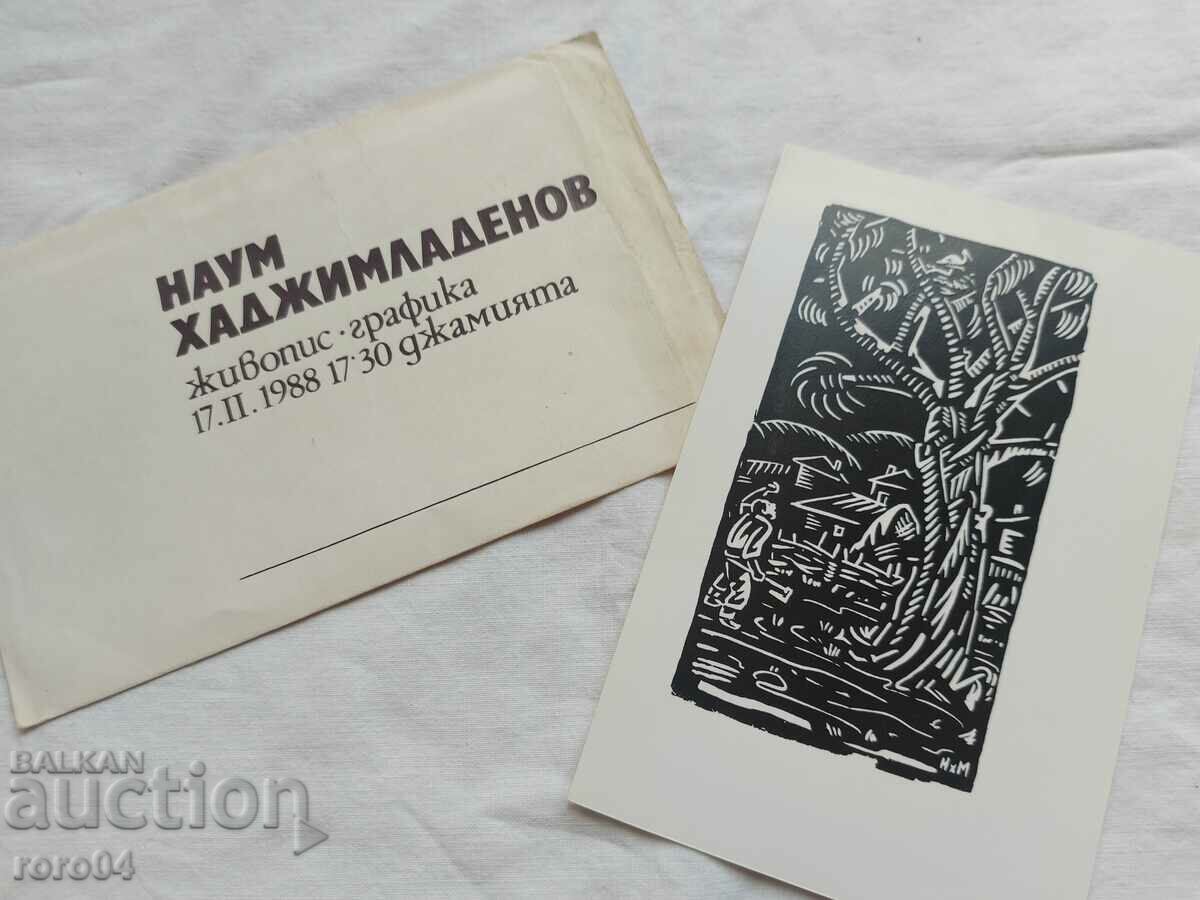 НАУМ
ХАДЖИМЛАДЕНОВ
живопис · графика
17.II.1988 17·30 джамията
НхМ
BALKAN
auction
roro04